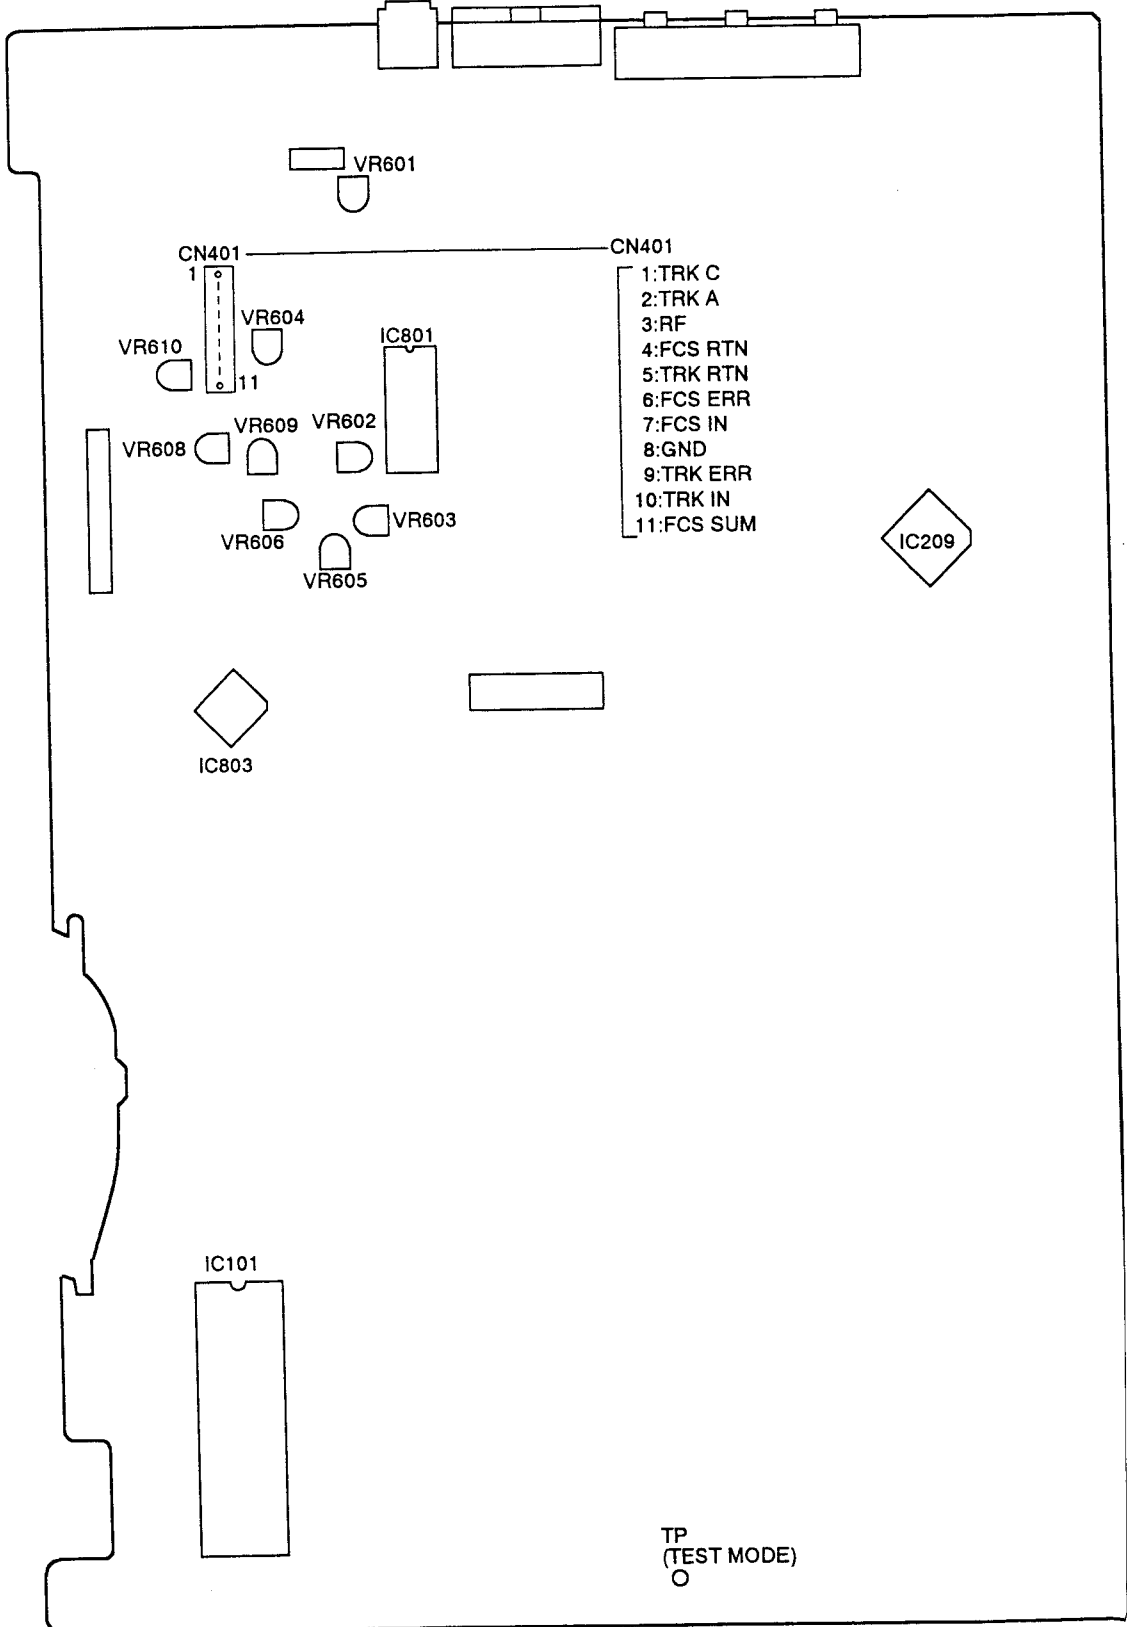 VR601
CN401
CN401
1
1:TRK C
2:TRK A
3:RF
4:FCS RTN
5:TRK RTN
6:FCS ERR
7:FCS IN
8:GND
9:TRK ERR
10:TRK IN
11:FCS SUM
VR604
VR610
IC801
11
VR609
VR602
VR608
VR603
VR606
VR605
IC209
IC803
IC101
TP
(TEST MODE)